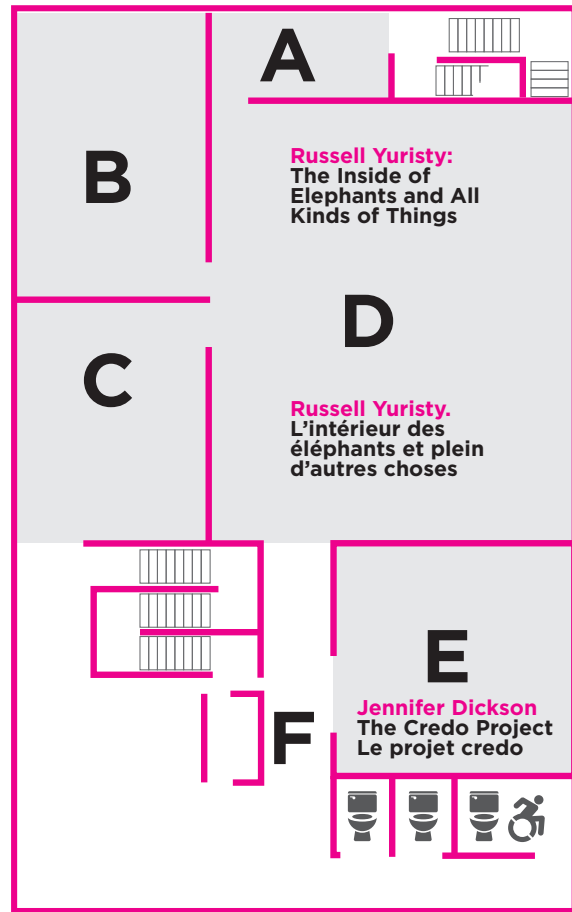 A
B
Russell Yuristy:
The Inside of
Elephants and All
Kinds of Things
D
C
Russell Yuristy.
L'intérieur des
éléphants et plein
d'autres choses
E
Jennifer Dickson
The Credo Project
Le projet credo
F